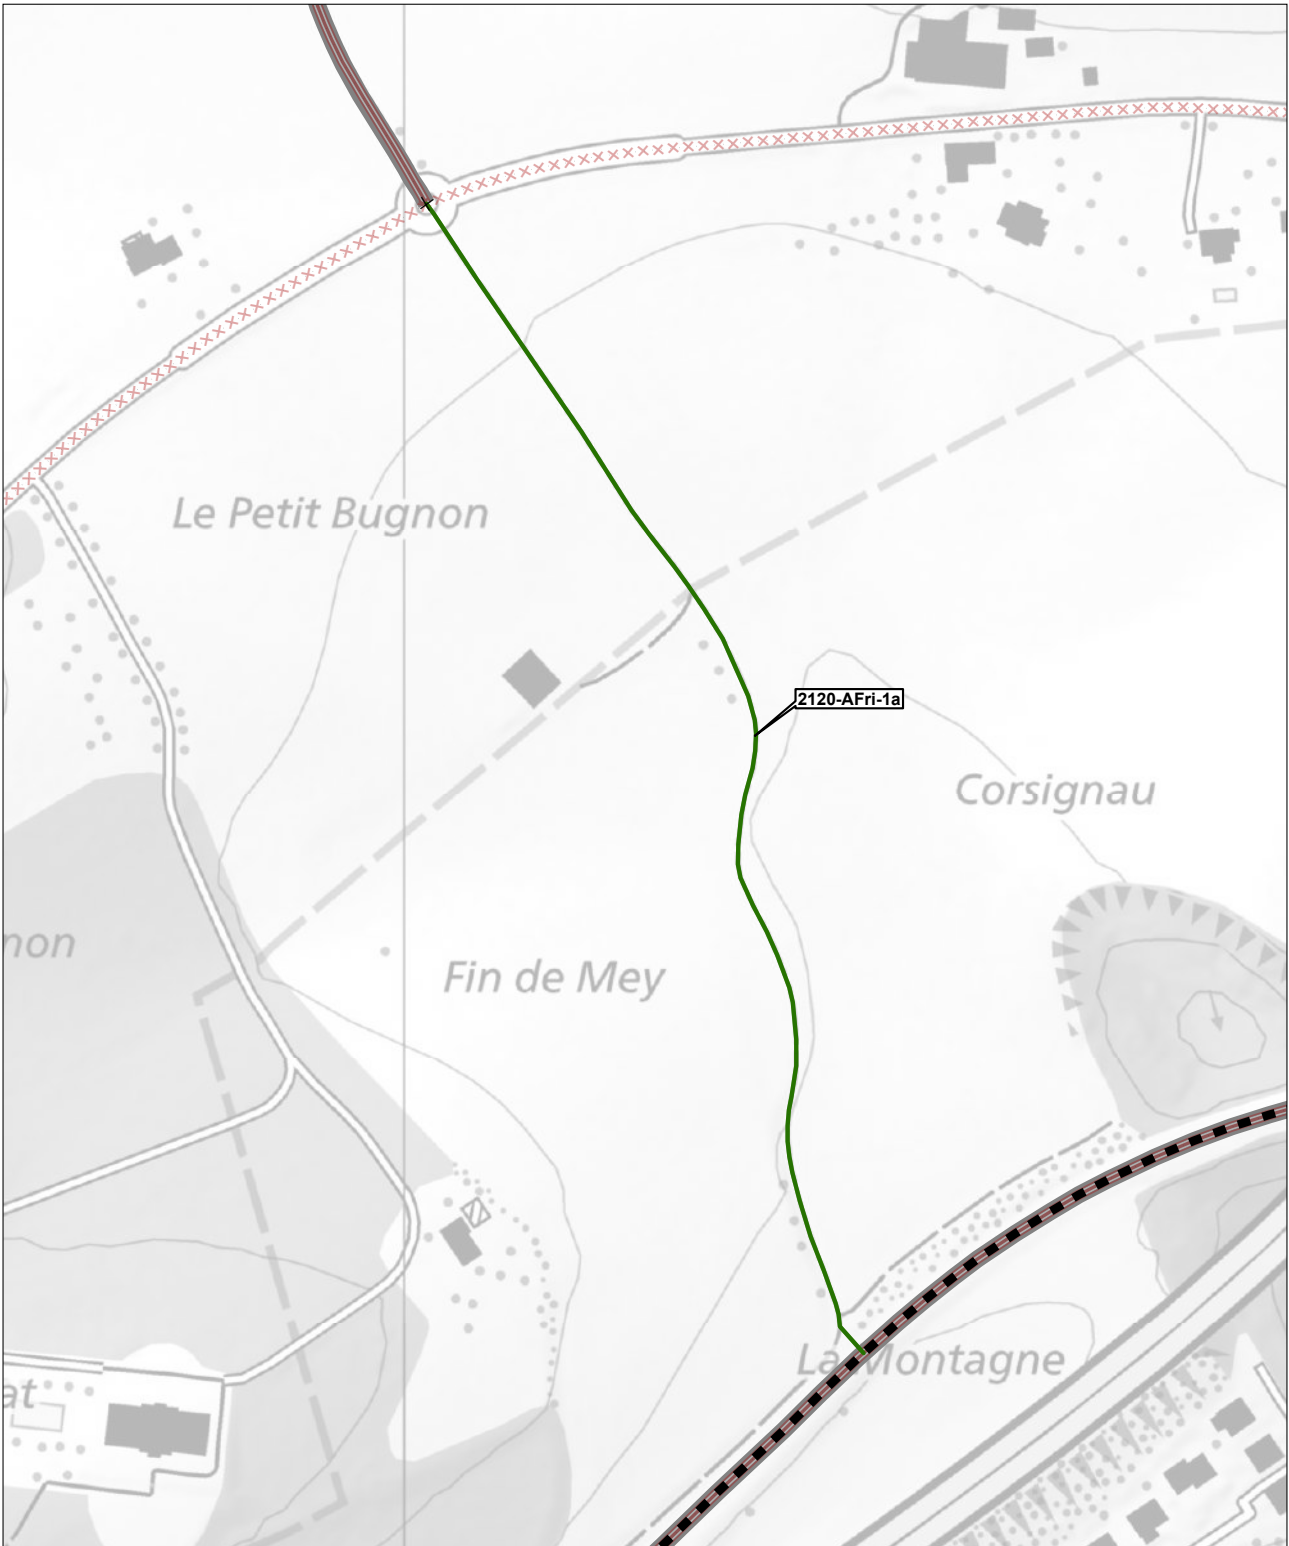 Le Petit Bugnon
2120-AFri-1a
Corsignau
non
Fin de Mey
La Montagne
at